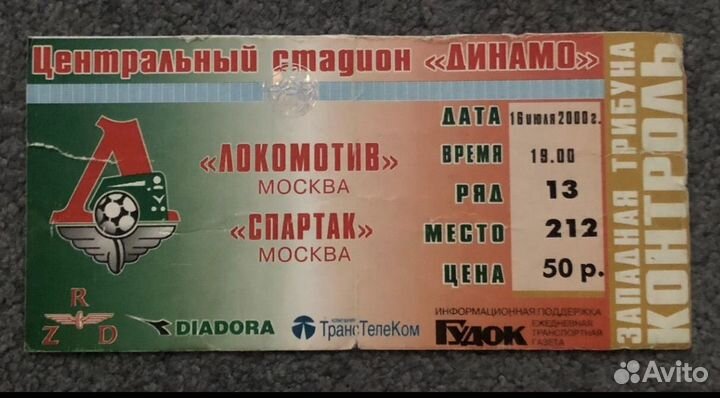 Центральный стадион «ДИНАМО»
«ЛОКОМОТИВ»
МОСКВА
«СПАРТАК»
МОСКВА
ДАТА 16 июля 2000 г.
ВРЕМЯ 19.00
РЯД 13
МЕСТО 212
ЦЕНА 50 р.
R
Z D
DIADORA
КОМПАНИЯ
ТрансТелеКом
ИНФОРМАЦИОННАЯ ПОДДЕРЖКА
ГУДОК
ЕЖЕДНЕВНАЯ
ТРАНСПОРТНАЯ
ГАЗЕТА
ЗАПАДНАЯ ТРИБУНА
КОНТРОЛЬ
Avito